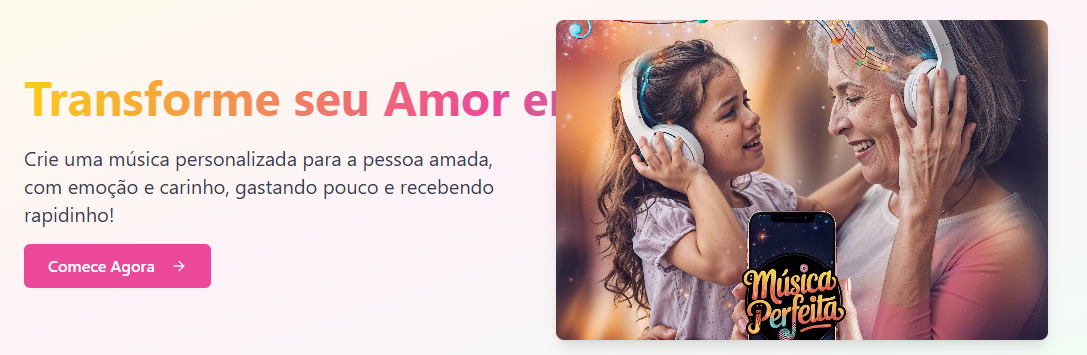 Transforme seu Amor e
Crie uma música personalizada para a pessoa amada,
com emoção e carinho, gastando pouco e recebendo
rapidinho!
Comece Agora
Música
Perfeita